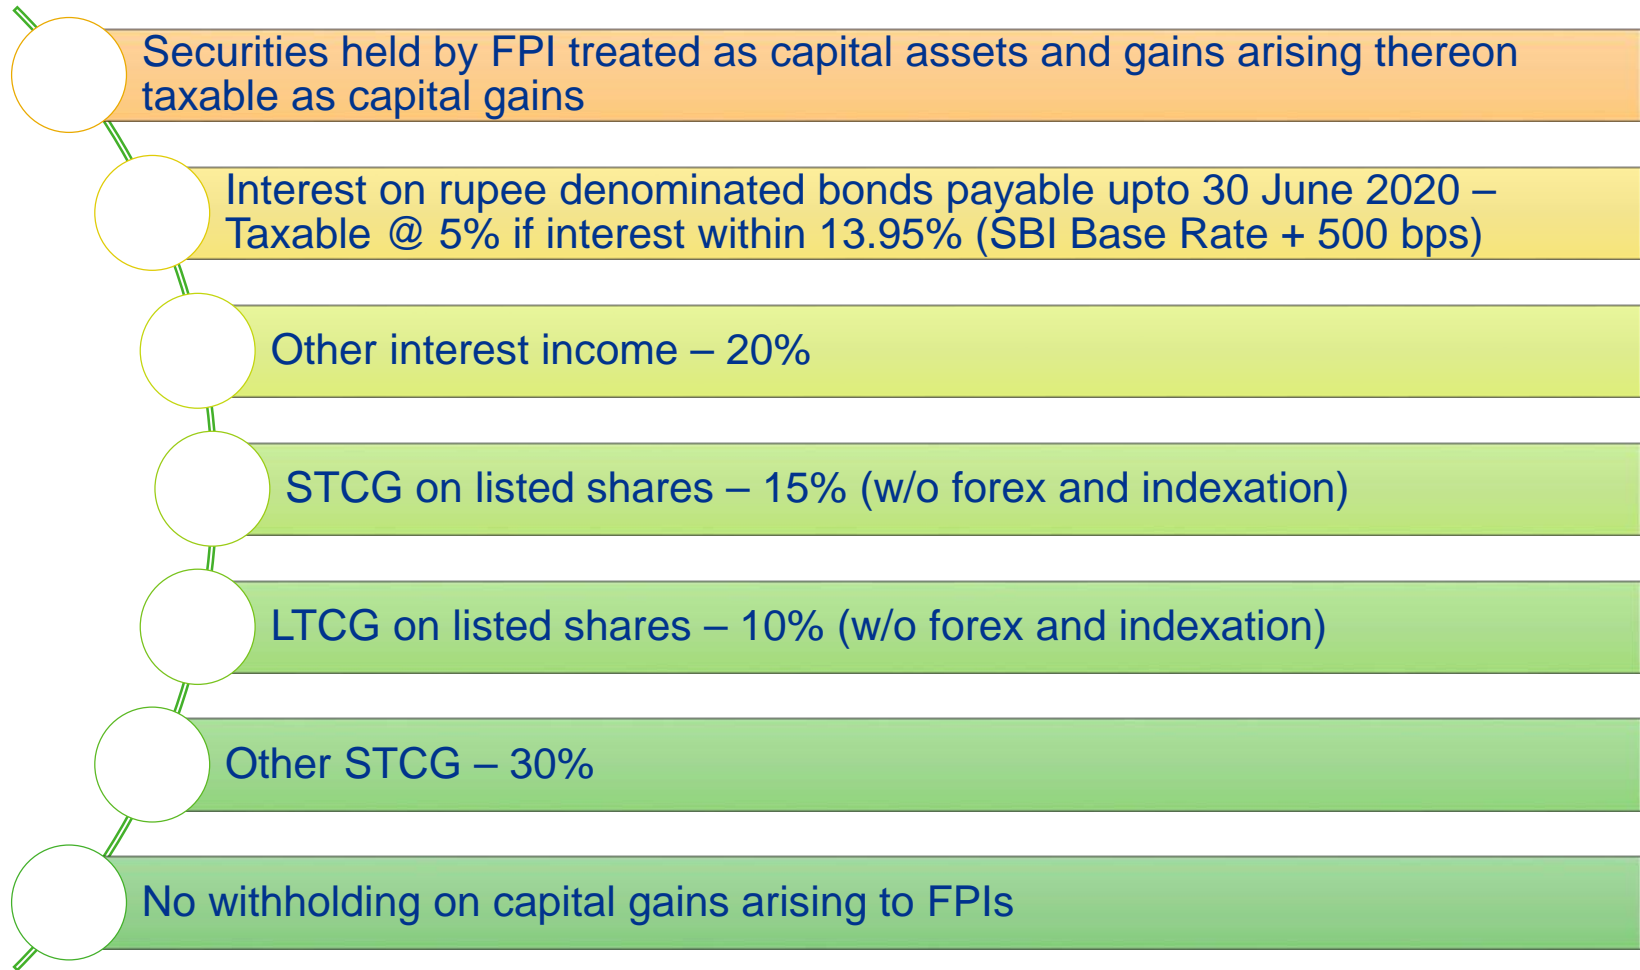 Securities held by FPI treated as capital assets and gains arising thereon
taxable as capital gains
Interest on rupee denominated bonds payable upto 30 June 2020 –
Taxable @ 5% if interest within 13.95% (SBI Base Rate + 500 bps)
Other interest income – 20%
STCG on listed shares – 15% (w/o forex and indexation)
LTCG on listed shares – 10% (w/o forex and indexation)
Other STCG – 30%
No withholding on capital gains arising to FPIs